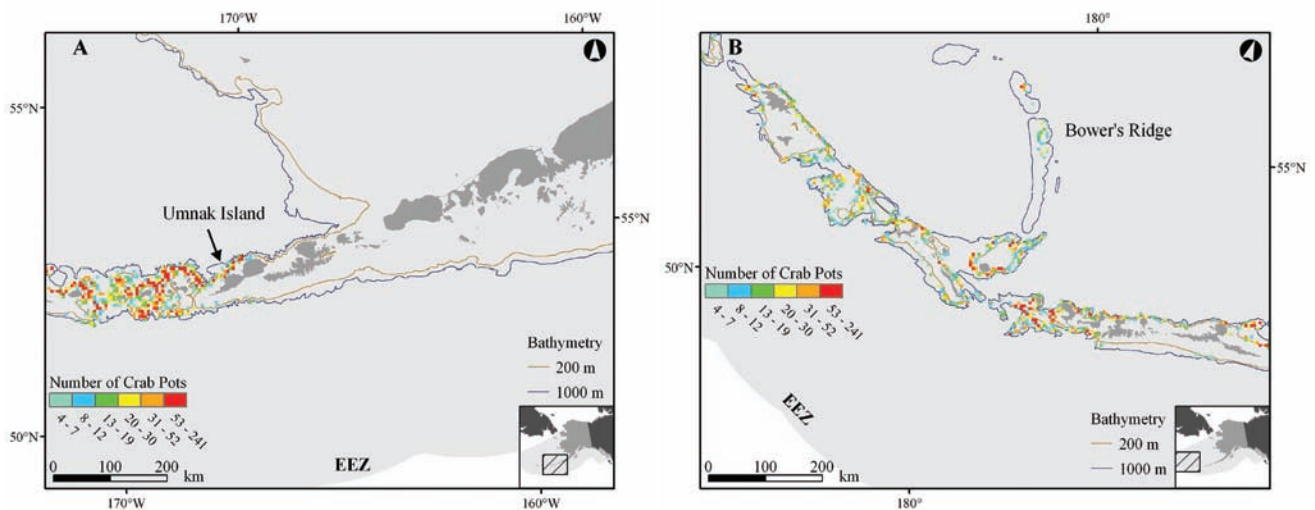 170°W
160°W
A
55°N
55°N
Umnak Island
Number of Crab Pots
4 - 7
8 - 12
13 - 19
20 - 30
31 - 52
53 - 241
Bathymetry
200 m
1000 m
50°N
0 50 100 200
km
EEZ
170°W
160°W
180°
B
Bower's Ridge
55°N
50°N
Number of Crab Pots
4 - 7
8 - 12
13 - 19
20 - 30
31 - 52
53 - 241
EEZ
Bathymetry
200 m
1000 m
0 50 100 200
km
180°